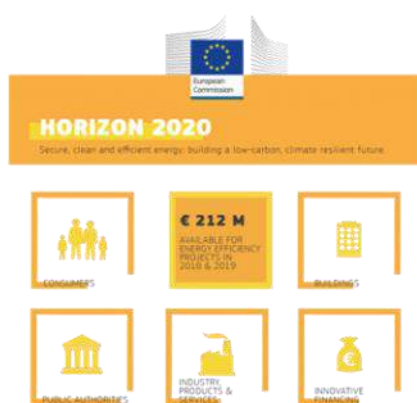 European
Commission
HORIZON 2020
Secure, clean and efficient energy: building a low-carbon, climate resilient future.
€ 212 M
AVAILABLE FOR
ENERGY EFFICIENCY
PROJECTS IN
2018 & 2019
CONSUMERS
BUILDINGS
PUBLIC AUTHORITIES
INDUSTRY,
PRODUCTS &
SERVICES
INNOVATIVE
FINANCING